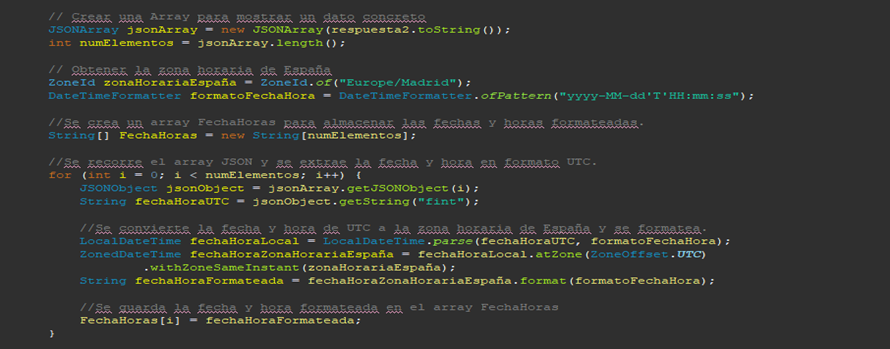 // Crear una Array para mostrar un dato concreto
JSONArray jsonArray = new JSONArray(respuesta2.toString());
int numElementos = jsonArray.length();
// Obtener la zona horaria de España
ZoneId zonaHorariaEspaña = ZoneId.of("Europe/Madrid");
DateTimeFormatter formatoFechaHora = DateTimeFormatter.ofPattern("yyyy-MM-dd'T'HH:mm:ss");
//Se crea un array FechaHoras para almacenar las fechas y horas formateadas.
String[] FechaHoras = new String[numElementos];
//Se recorre el array JSON y se extrae la fecha y hora en formato UTC.
for (int i = 0; i < numElementos; i++) {
JSONObject jsonObject = jsonArray.getJSONObject(i);
String fechaHoraUTC = jsonObject.getString("fint");
//Se convierte la fecha y hora de UTC a la zona horaria de España y se formatea.
LocalDateTime fechaHoraLocal = LocalDateTime.parse(fechaHoraUTC, formatoFechaHora);
ZonedDateTime fechaHoraZonaHorariaEspaña = fechaHoraLocal.atZone(ZoneOffset.UTC)
.withZoneSameInstant(zonaHorariaEspaña);
String fechaHoraFormateada = fechaHoraZonaHorariaEspaña.format(formatoFechaHora);
//Se guarda la fecha y hora formateada en el array FechaHoras
FechaHoras[i] = fechaHoraFormateada;
}